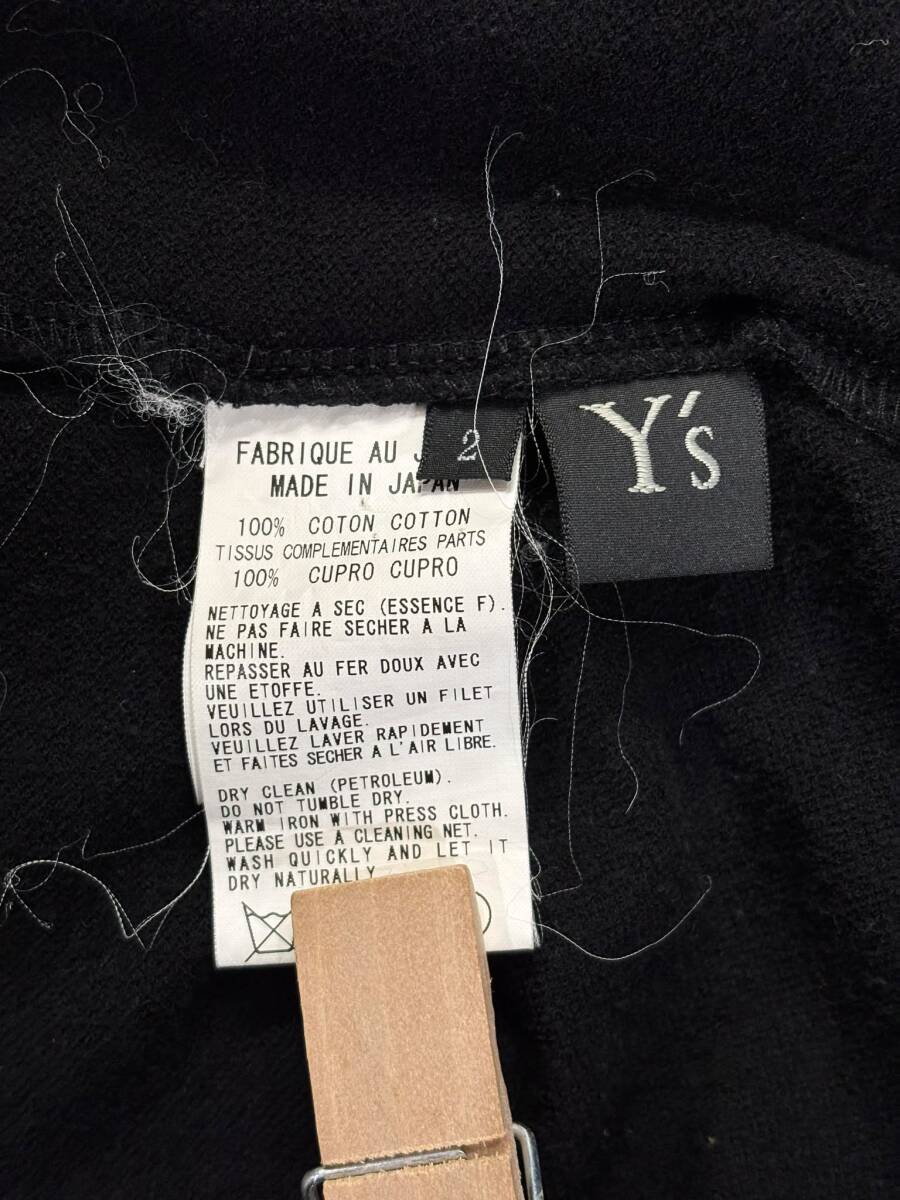 FABRIQUE AU
MADE IN JAPAN
2
Y's
100% COTON COTTON
TISSUS COMPLEMENTAIRES PARTS
100% CUPRO CUPRO
NETTOYAGE A SEC (ESSENCE F).
NE PAS FAIRE SECHER A LA
MACHINE.
REPASSER AU FER DOUX AVEC
UNE ETOFFE.
VEUILLEZ UTILISER UN FILET
LORS DU LAVAGE.
VEUILLEZ LAVER RAPIDEMENT
ET FAITES SECHER A L'AIR LIBRE.
DRY CLEAN (PETROLEUM).
DO NOT TUMBLE DRY.
WARM IRON WITH PRESS CLOTH.
PLEASE USE A CLEANING NET.
WASH QUICKLY AND LET IT
DRY NATURALLY